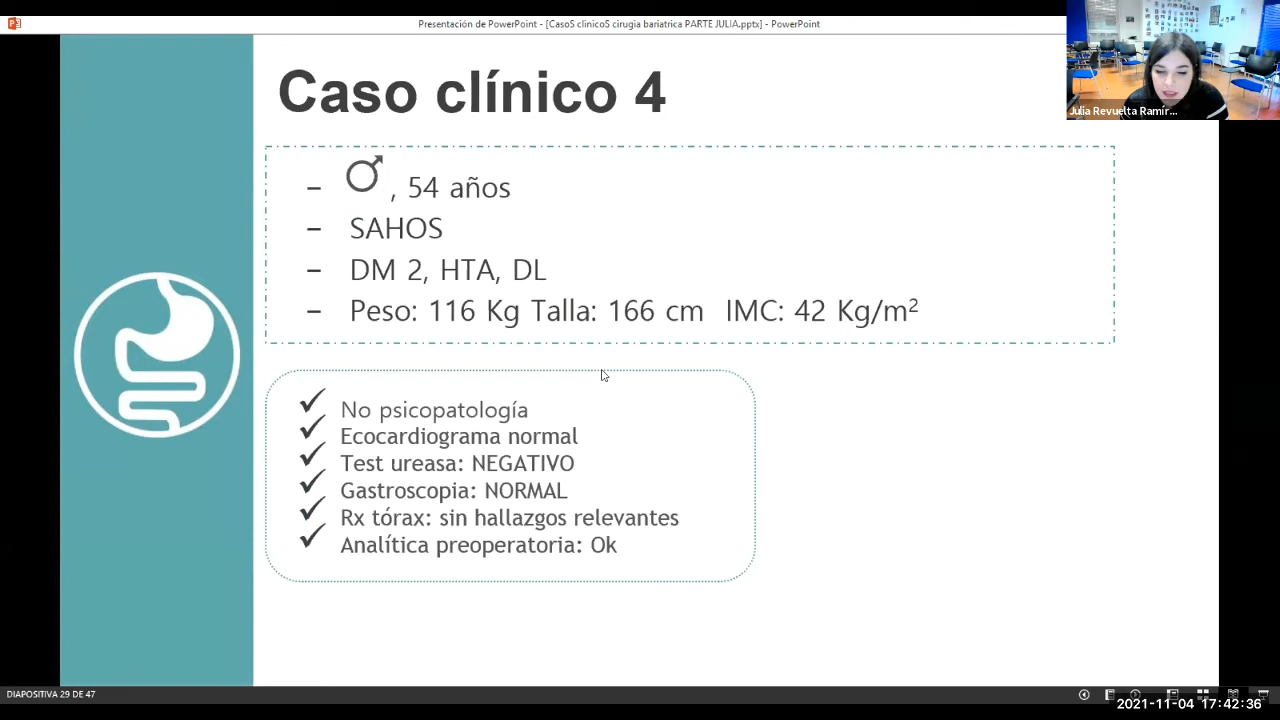 Presentación de PowerPoint - [CasoS clinicoS cirugia bariatrica PARTE JULIA.pptx] - PowerPoint
Julia Revuelta Ramír...
Caso clínico 4
- ♂, 54 años
- SAHOS
- DM 2, HTA, DL
- Peso: 116 Kg Talla: 166 cm IMC: 42 Kg/m²
✓ No psicopatología
✓ Ecocardiograma normal
✓ Test ureasa: NEGATIVO
✓ Gastroscopia: NORMAL
✓ Rx tórax: sin hallazgos relevantes
✓ Analítica preoperatoria: Ok
DIAPOSITIVA 29 DE 47
2021-11-04 17:42:36